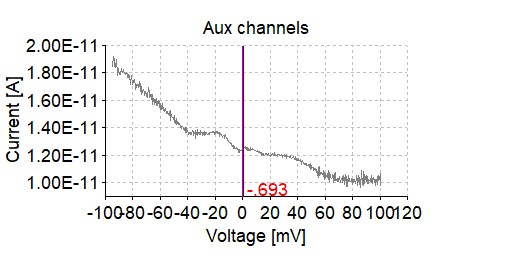 Aux channels
2.00E-11
1.80E-11
1.60E-11
1.40E-11
1.20E-11
1.00E-11
Current [A]
-.693
-100 -80 -60 -40 -20 0 20 40 60 80 100 120
Voltage [mV]